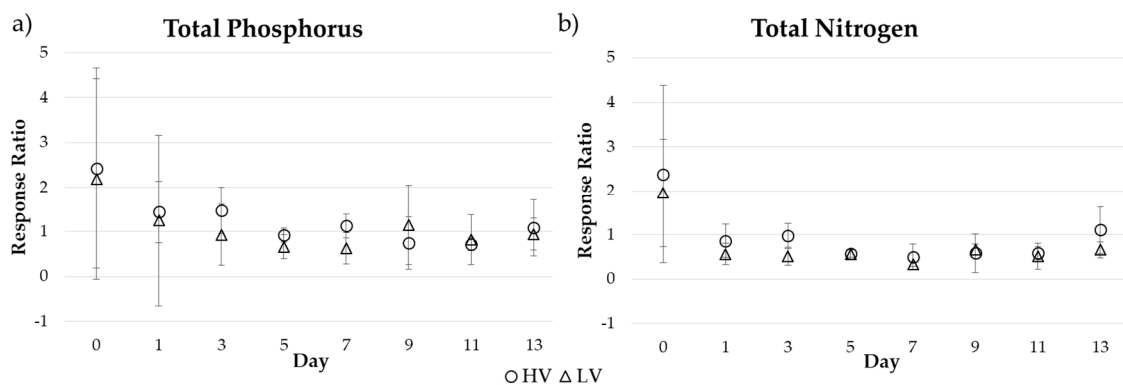 a) Total Phosphorus
5
4
3
2
1
0
-1
Response Ratio
0 1 3 5 7 9 11 13
Day
b) Total Nitrogen
5
4
3
2
1
0
-1
Response Ratio
0 1 3 5 7 9 11 13
Day
HV LV